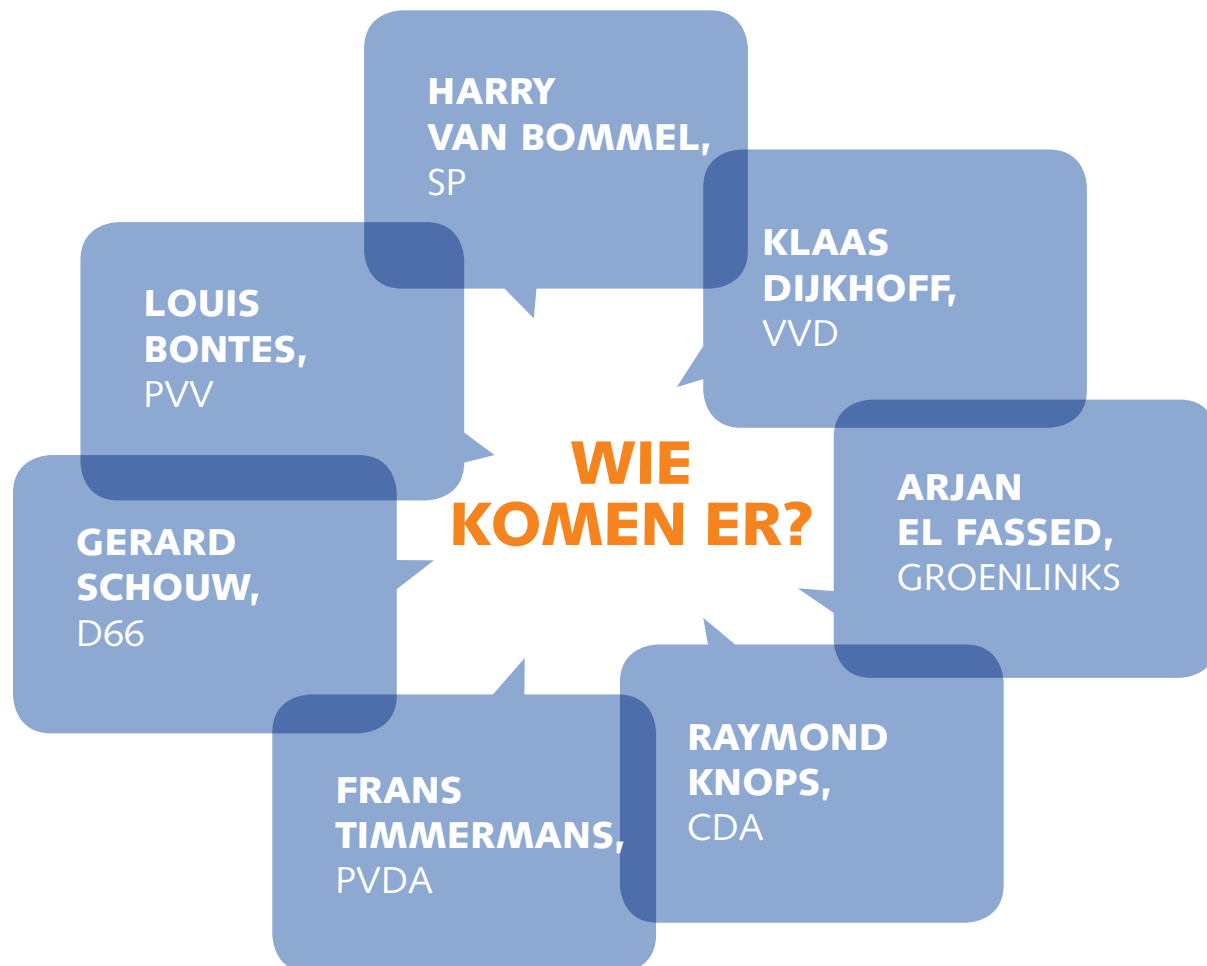 HARRY
VAN BOMMEL,
SP
KLAAS
DIJKHOFF,
VVD
LOUIS
BONTES,
PVV
WIE
KOMEN ER?
ARJAN
EL FASSED,
GROENLINKS
GERARD
SCHOUW,
D66
RAYMOND
KNOPS,
CDA
FRANS
TIMMERMANS,
PVDA